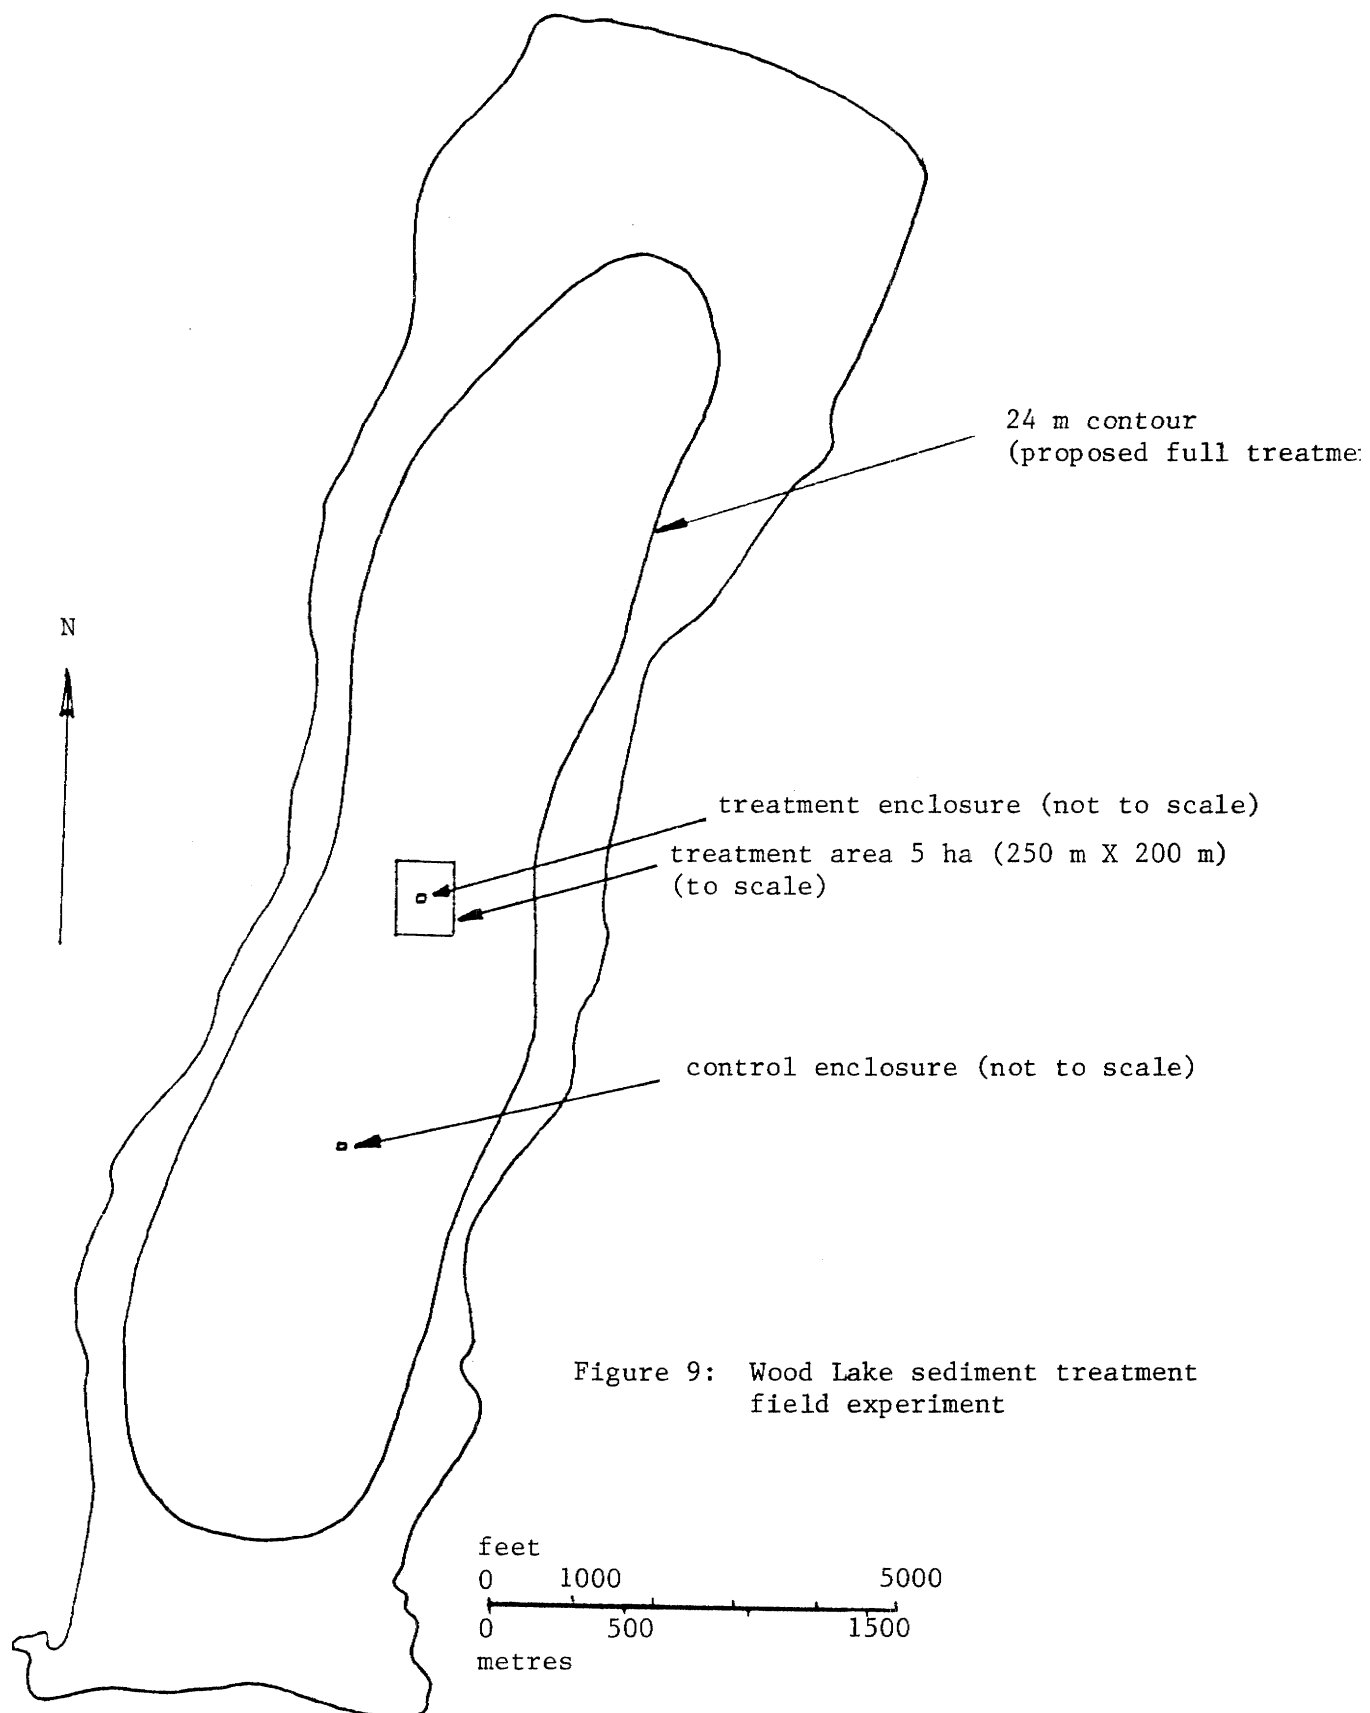 24 m contour
(proposed full
N
treatment enclosure (not to scale)
treatment area 5 ha (250 m X 200 m)
(to scale)
control enclosure (not to scale)
Figure 9: Wood Lake sediment treatment
field experiment
feet
0 1000 5000
0 500 1500
metres